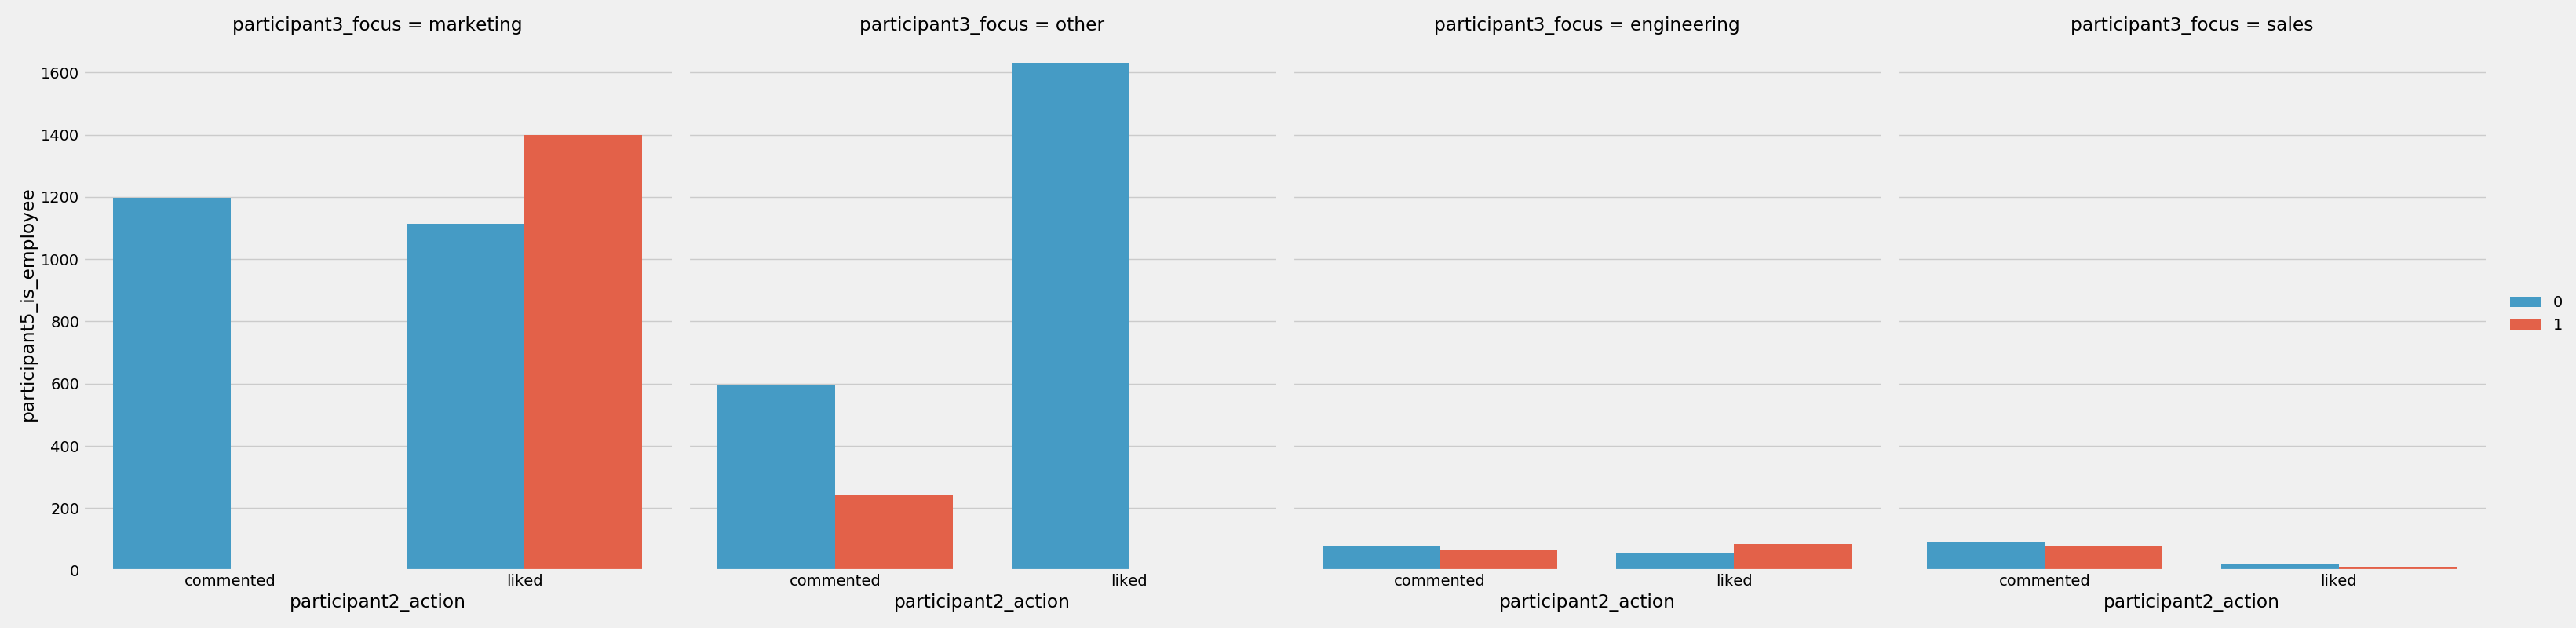 participant3_focus = marketing
participant3_focus = other
participant3_focus = engineering
participant3_focus = sales
participant5_is_employee
1600
1400
1200
1000
800
600
400
200
0
0
1
commented
liked
commented
liked
commented
liked
commented
liked
participant2_action
participant2_action
participant2_action
participant2_action